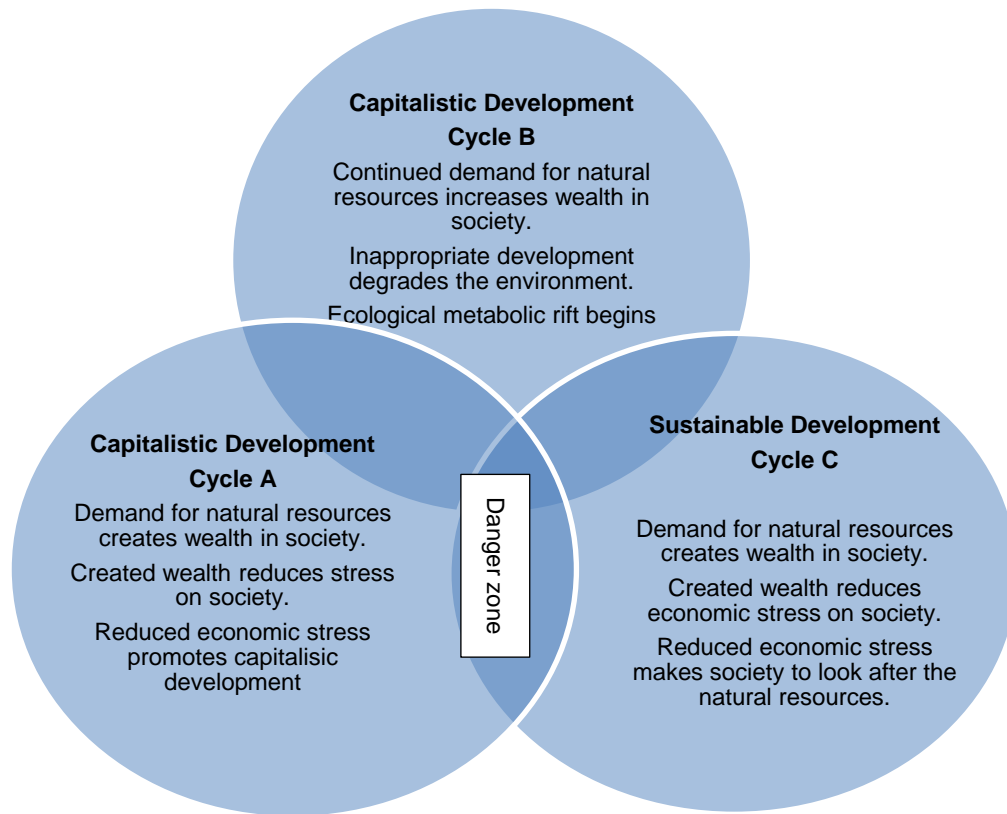 Capitalistic Development
Cycle B
Continued demand for natural
resources increases wealth in
society.
Inappropriate development
degrades the environment.
Ecological metabolic rift begins
Capitalistic Development
Cycle A
Demand for natural resources
creates wealth in society.
Created wealth reduces stress
on society.
Reduced economic stress
promotes capitalisic
development
Danger zone
Sustainable Development
Cycle C
Demand for natural resources
creates wealth in society.
Created wealth reduces
economic stress on society.
Reduced economic stress
makes society to look after the
natural resources.